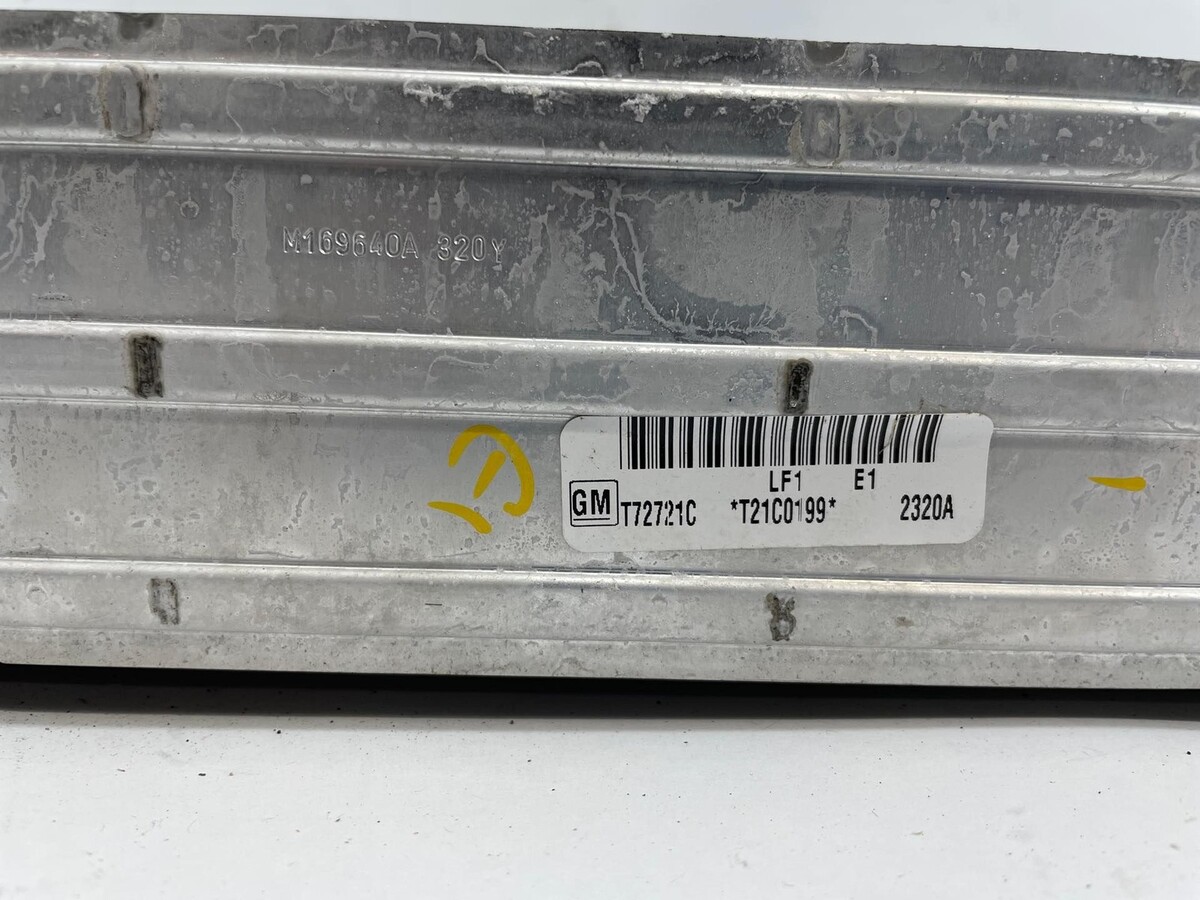 M169640A 320Y
LF1 E1
GM T72721C *T21C0199* 2320A